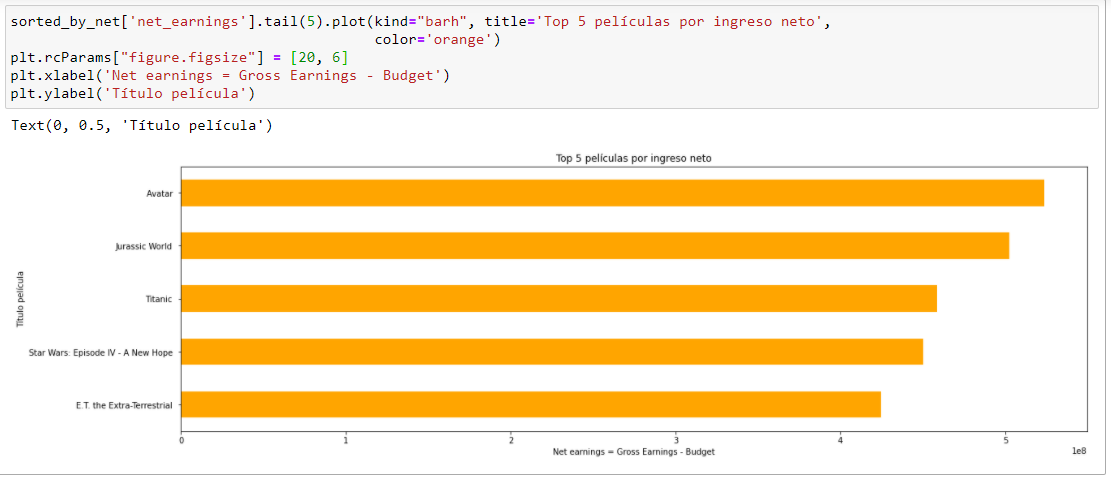 sorted_by_net['net_earnings'].tail(5).plot(kind="barh", title='Top 5 películas por ingreso neto',
color='orange')
plt.rcParams["figure.figsize"] = [20, 6]
plt.xlabel('Net earnings = Gross Earnings - Budget')
plt.ylabel('Título película')
Text(0, 0.5, 'Título película')
Top 5 películas por ingreso neto
Título película
Avatar
Jurassic World
Titanic
Star Wars: Episode IV - A New Hope
E.T. the Extra-Terrestrial
0 1 2 3 4 5
1e8
Net earnings = Gross Earnings - Budget